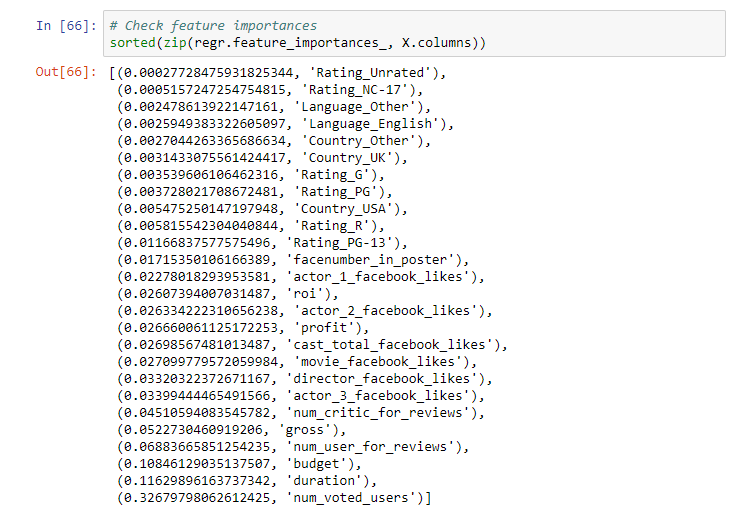 In [66]: # Check feature importances
sorted(zip(regr.feature_importances_, X.columns))
Out[66]: [(0.00027728475931825344, 'Rating_Unrated'),
(0.0005157247254754815, 'Rating_NC-17'),
(0.002478613922147161, 'Language_Other'),
(0.0025949383322605097, 'Language_English'),
(0.0027044263365686634, 'Country_Other'),
(0.0031433075561424417, 'Country_UK'),
(0.003539606106462316, 'Rating_G'),
(0.003728021708672481, 'Rating_PG'),
(0.005475250147197948, 'Country_USA'),
(0.005815542304040844, 'Rating_R'),
(0.01166837577575496, 'Rating_PG-13'),
(0.01715350106166389, 'facenumber_in_poster'),
(0.02278018293953581, 'actor_1_facebook_likes'),
(0.02607394007031487, 'roi'),
(0.026334222310656238, 'actor_2_facebook_likes'),
(0.026660061125172253, 'profit'),
(0.02698567481013487, 'cast_total_facebook_likes'),
(0.027099779572059984, 'movie_facebook_likes'),
(0.03320322372671167, 'director_facebook_likes'),
(0.03399444465491566, 'actor_3_facebook_likes'),
(0.04510594083545782, 'num_critic_for_reviews'),
(0.0522730460919206, 'gross'),
(0.06883665851254235, 'num_user_for_reviews'),
(0.10846129035137507, 'budget'),
(0.11629896163737342, 'duration'),
(0.32679798062612425, 'num_voted_users')]